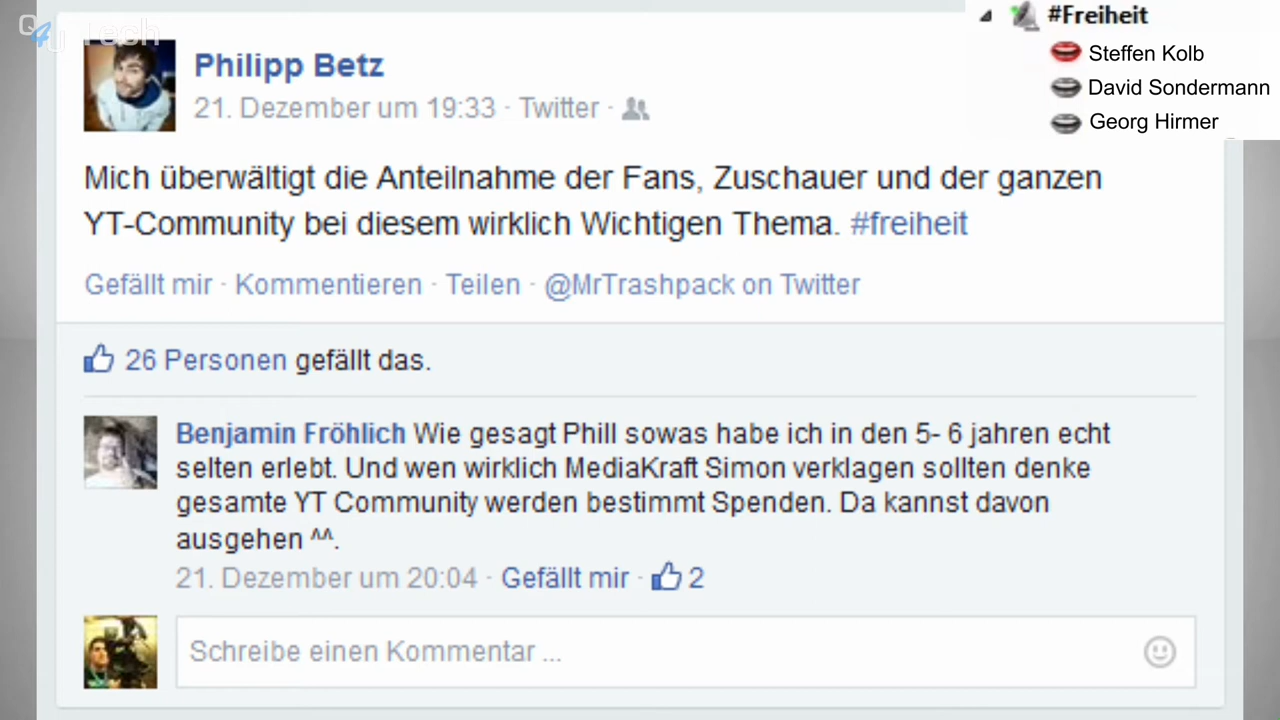 Q4U Tech
#Freiheit
Steffen Kolb
David Sondermann
Georg Hirmer
Philipp Betz
21. Dezember um 19:33 · Twitter ·
Mich überwältigt die Anteilnahme der Fans, Zuschauer und der ganzen
YT-Community bei diesem wirklich Wichtigen Thema. #freiheit
Gefällt mir · Kommentieren · Teilen · @MrTrashpack on Twitter
26 Personen gefällt das.
Benjamin Fröhlich Wie gesagt Phill sowas habe ich in den 5- 6 jahren echt
selten erlebt. Und wen wirklich MediaKraft Simon verklagen sollten denke
gesamte YT Community werden bestimmt Spenden. Da kannst davon
ausgehen ^^.
21. Dezember um 20:04 · Gefällt mir · 2
Schreibe einen Kommentar ...